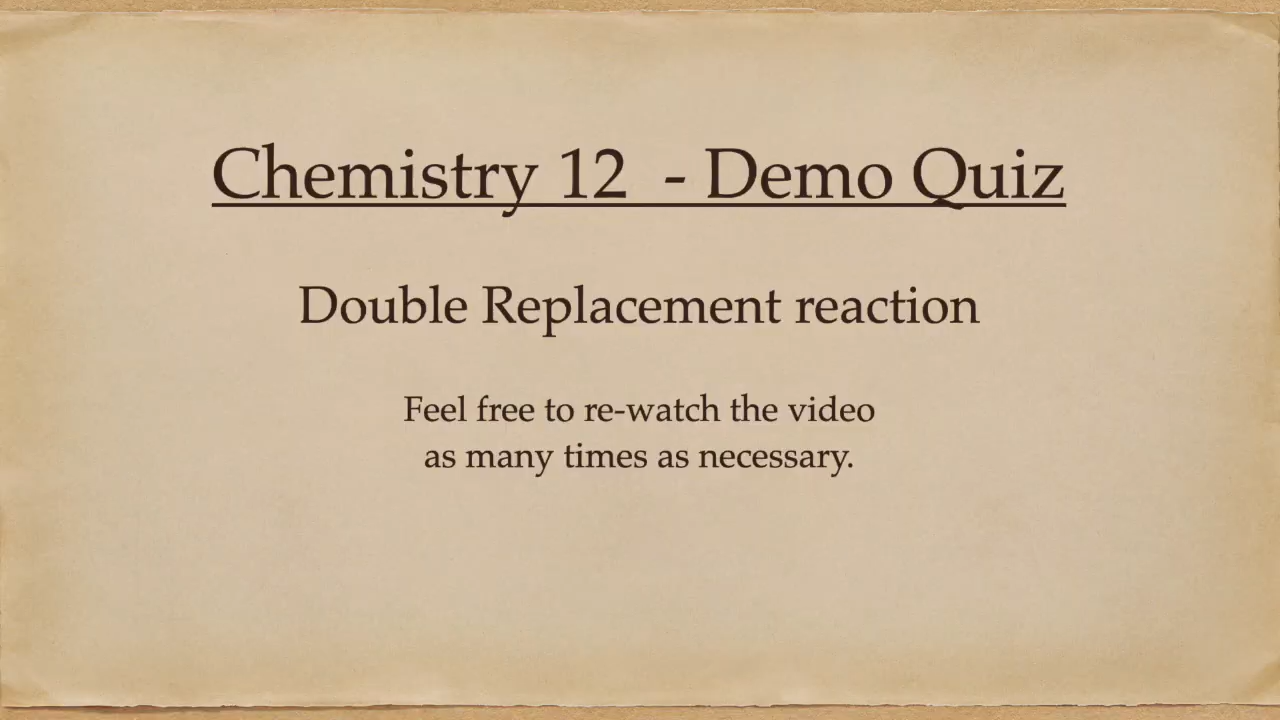 Chemistry 12 - Demo Quiz
Double Replacement reaction
Feel free to re-watch the video
as many times as necessary.